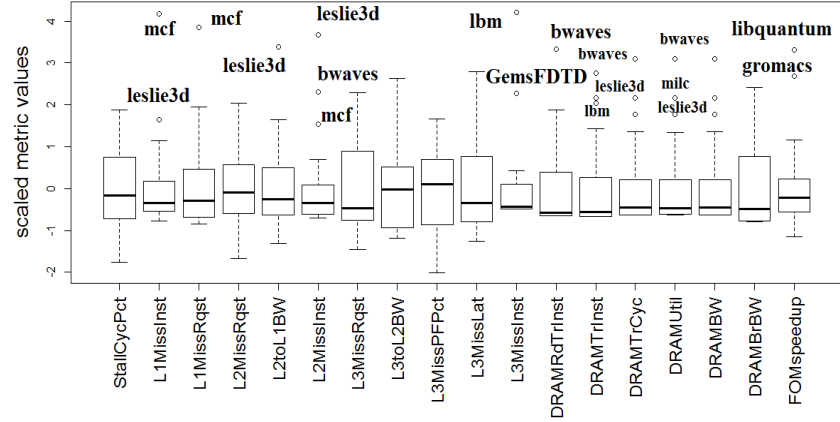 scaled metric values
4
3
2
1
0
-1
-2
mcf
leslie3d
mcf
leslie3d
leslie3d
bwaves
mcf
lbm
GemsFDTD
bwaves
bwaves
leslie3d
lbm
bwaves
milc
leslie3d
libquantum
gromacs
StallCycPct
L1MissInst
L1MissRqst
L2MissRqst
L2toL1BW
L2MissInst
L3MissRqst
L3toL2BW
L3MissPFPct
L3MissLat
L3MissInst
DRAMRdTrInst
DRAMTrInst
DRAMTrCyc
DRAMUtil
DRAMBW
DRAMBrBW
FOMspeedup